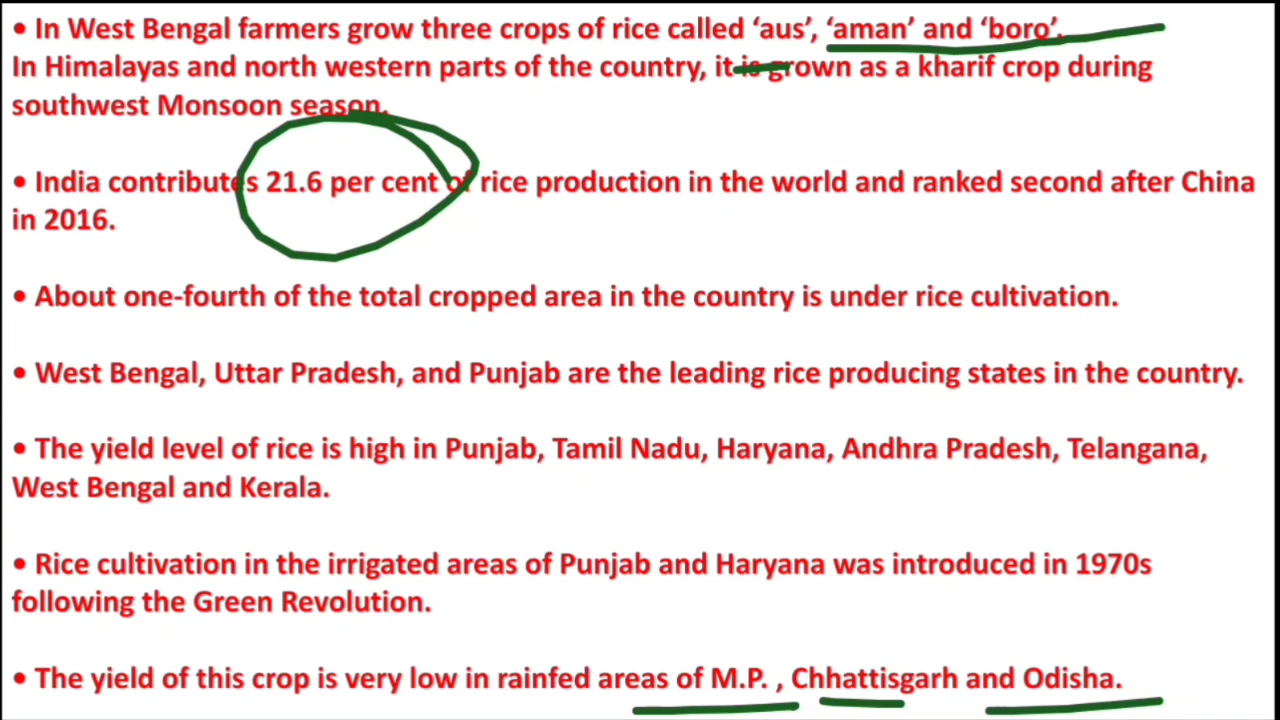 • In West Bengal farmers grow three crops of rice called ‘aus’, ‘aman’ and ‘boro’.
In Himalayas and north western parts of the country, it is grown as a kharif crop during
southwest Monsoon season.
• India contributes 21.6 per cent of rice production in the world and ranked second after China
in 2016.
• About one-fourth of the total cropped area in the country is under rice cultivation.
• West Bengal, Uttar Pradesh, and Punjab are the leading rice producing states in the country.
• The yield level of rice is high in Punjab, Tamil Nadu, Haryana, Andhra Pradesh, Telangana,
West Bengal and Kerala.
• Rice cultivation in the irrigated areas of Punjab and Haryana was introduced in 1970s
following the Green Revolution.
• The yield of this crop is very low in rainfed areas of M.P. , Chhattisgarh and Odisha.